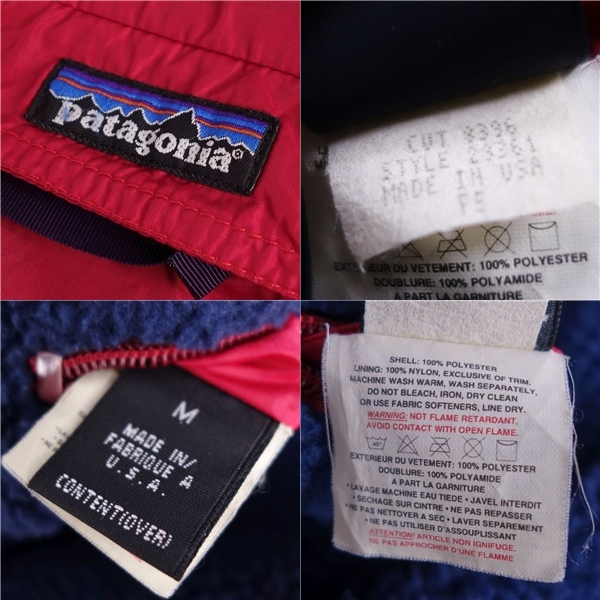 patagonia®
CUT 9396
STYLE 23361
MADE IN USA
EXTERIEUR DU VETEMENT: 100% POLYESTER
DOUBLURE: 100% POLYAMIDE
A PART LA GARNITURE
M
MADE IN/
FABRIQUE A
U.S.A.
CONTENT(OVER)
SHELL: 100% POLYESTER
LINING: 100% NYLON, EXCLUSIVE OF TRIM.
MACHINE WASH WARM, WASH SEPARATELY,
DO NOT BLEACH, IRON, DRY CLEAN
OR USE FABRIC SOFTENERS, LINE DRY.
WARNING: NOT FLAME RETARDANT,
AVOID CONTACT WITH OPEN FLAME.
EXTERIEUR DU VETEMENT: 100% POLYESTER
DOUBLURE: 100% POLYAMIDE
A PART LA GARNITURE
• LAVAGE MACHINE EAU TIEDE • JAVEL INTERDIT
• SECHAGE SUR CINTRE • NE PAS REPASSER
• NE PAS NETTOYER A SEC • LAVER SEPAREMENT
• NE PAS UTILISER D'ASSOUPLISSANT
ATTENTION! ARTICLE NON IGNIFUGE.
NE PAS APPROCHER D'UNE FLAMME